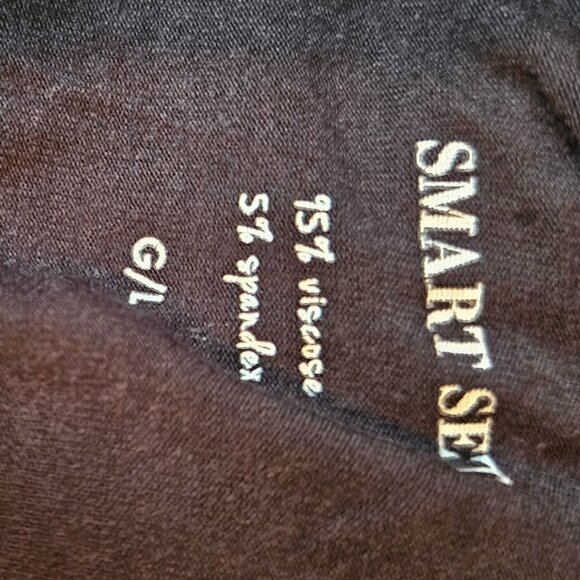 SMART SET
95% viscose
5% spandex
G/L